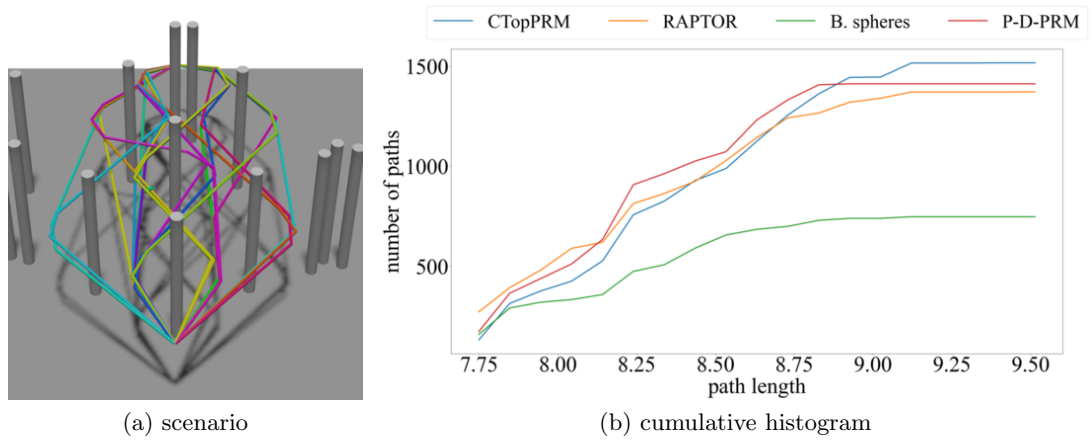 CTopPRM RAPTOR B. spheres P-D-PRM
1500
1000
500
number of paths
7.75 8.00 8.25 8.50 8.75 9.00 9.25 9.50
path length
(a) scenario
(b) cumulative histogram